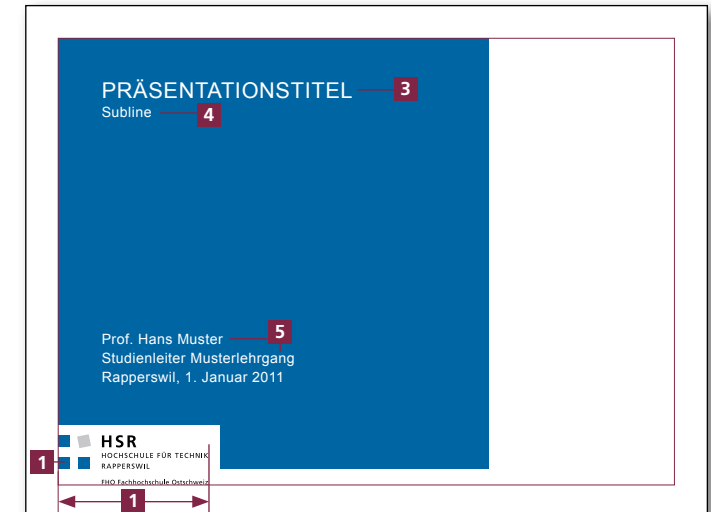 PRÄSENTATIONSTITEL 3
Subline 4
Prof. Hans Muster 5
Studienleiter Musterlehrgang
Rapperswil, 1. Januar 2011
HSR
HOCHSCHULE FÜR TECHNIK
RAPPERSWIL
1
FHO Fachhochschule Ostschweiz
1